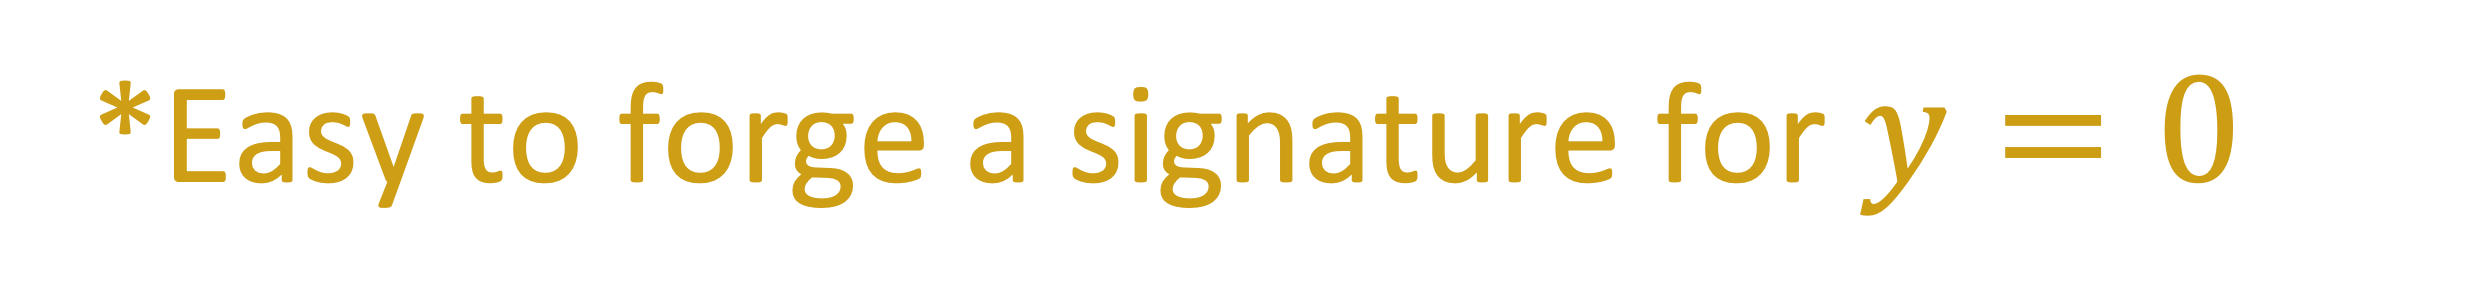 *Easy to forge a signature for y = 0